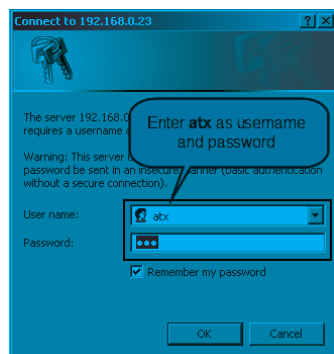 Connect to 192.168.0.23
The server 192.168.0
requires a username
Enter atx as username
and password
Warning: This server
password be sent in an insecure manner (basic authentication
without a secure connection).
User name:
atx
Password:
Remember my password
OK
Cancel